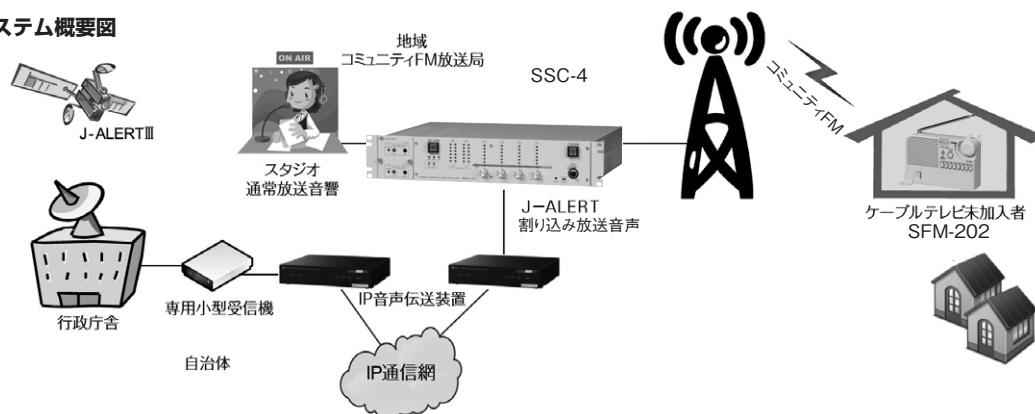 ステム概要図
J-ALERTⅢ
ON AIR
地域
コミュニティFM放送局
スタジオ
通常放送音響
SSC-4
コミュニティFM
ケーブルテレビ未加入者
SFM-202
J-ALERT
割り込み放送音声
行政庁舎
専用小型受信機
IP音声伝送装置
自治体
IP通信網